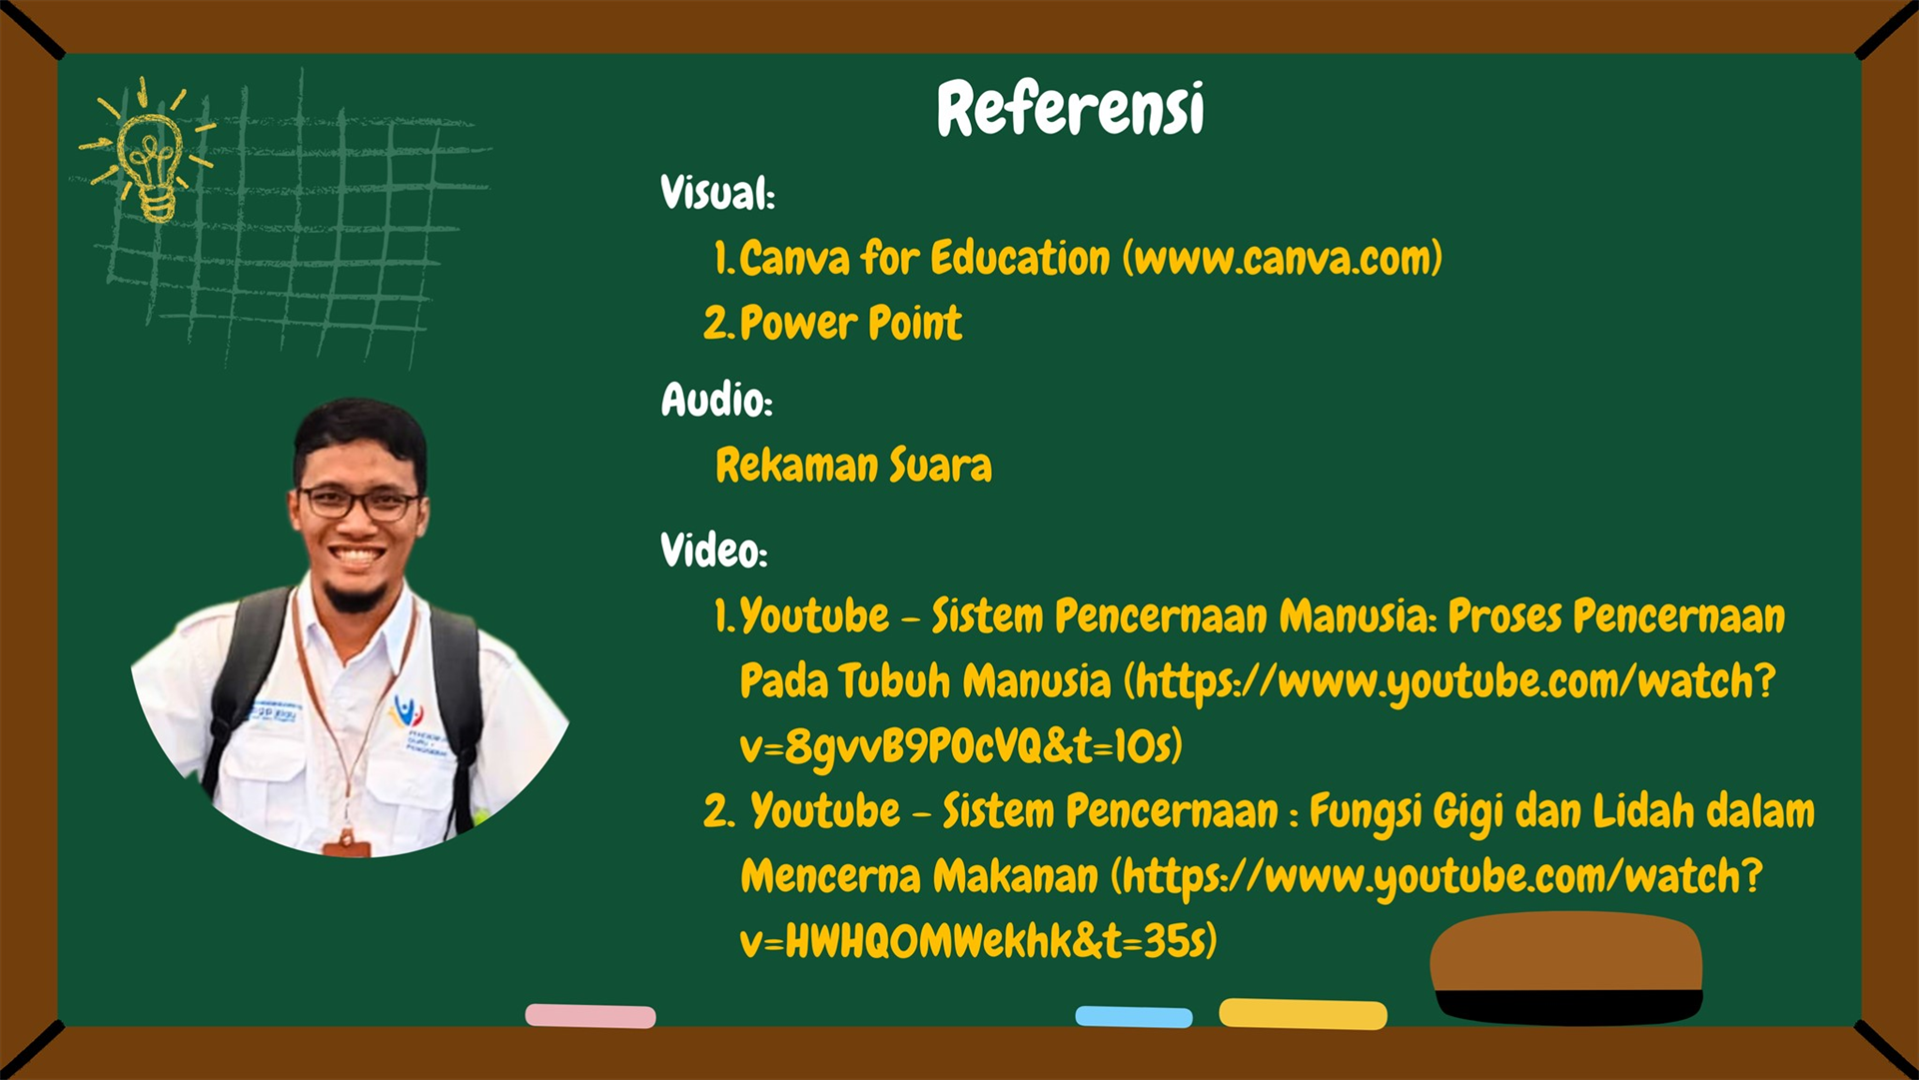 Referensi
Visual:
1. Canva for Education (www.canva.com)
2. Power Point
Audio:
Rekaman Suara
Video:
1. Youtube - Sistem Pencernaan Manusia: Proses Pencernaan
Pada Tubuh Manusia (https://www.youtube.com/watch?
v=8gvvB9POcVQ&t=10s)
2. Youtube - Sistem Pencernaan : Fungsi Gigi dan Lidah dalam
Mencerna Makanan (https://www.youtube.com/watch?
v=HWHQOMWekhk&t=35s)